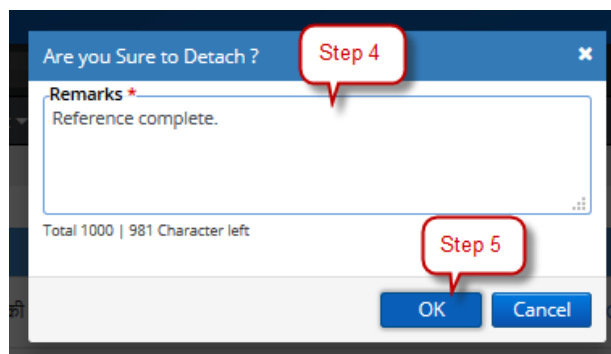 Are you Sure to Detach ?
Step 4
Remarks *
Reference complete.
Total 1000 | 981 Character left
Step 5
की
OK
Cancel